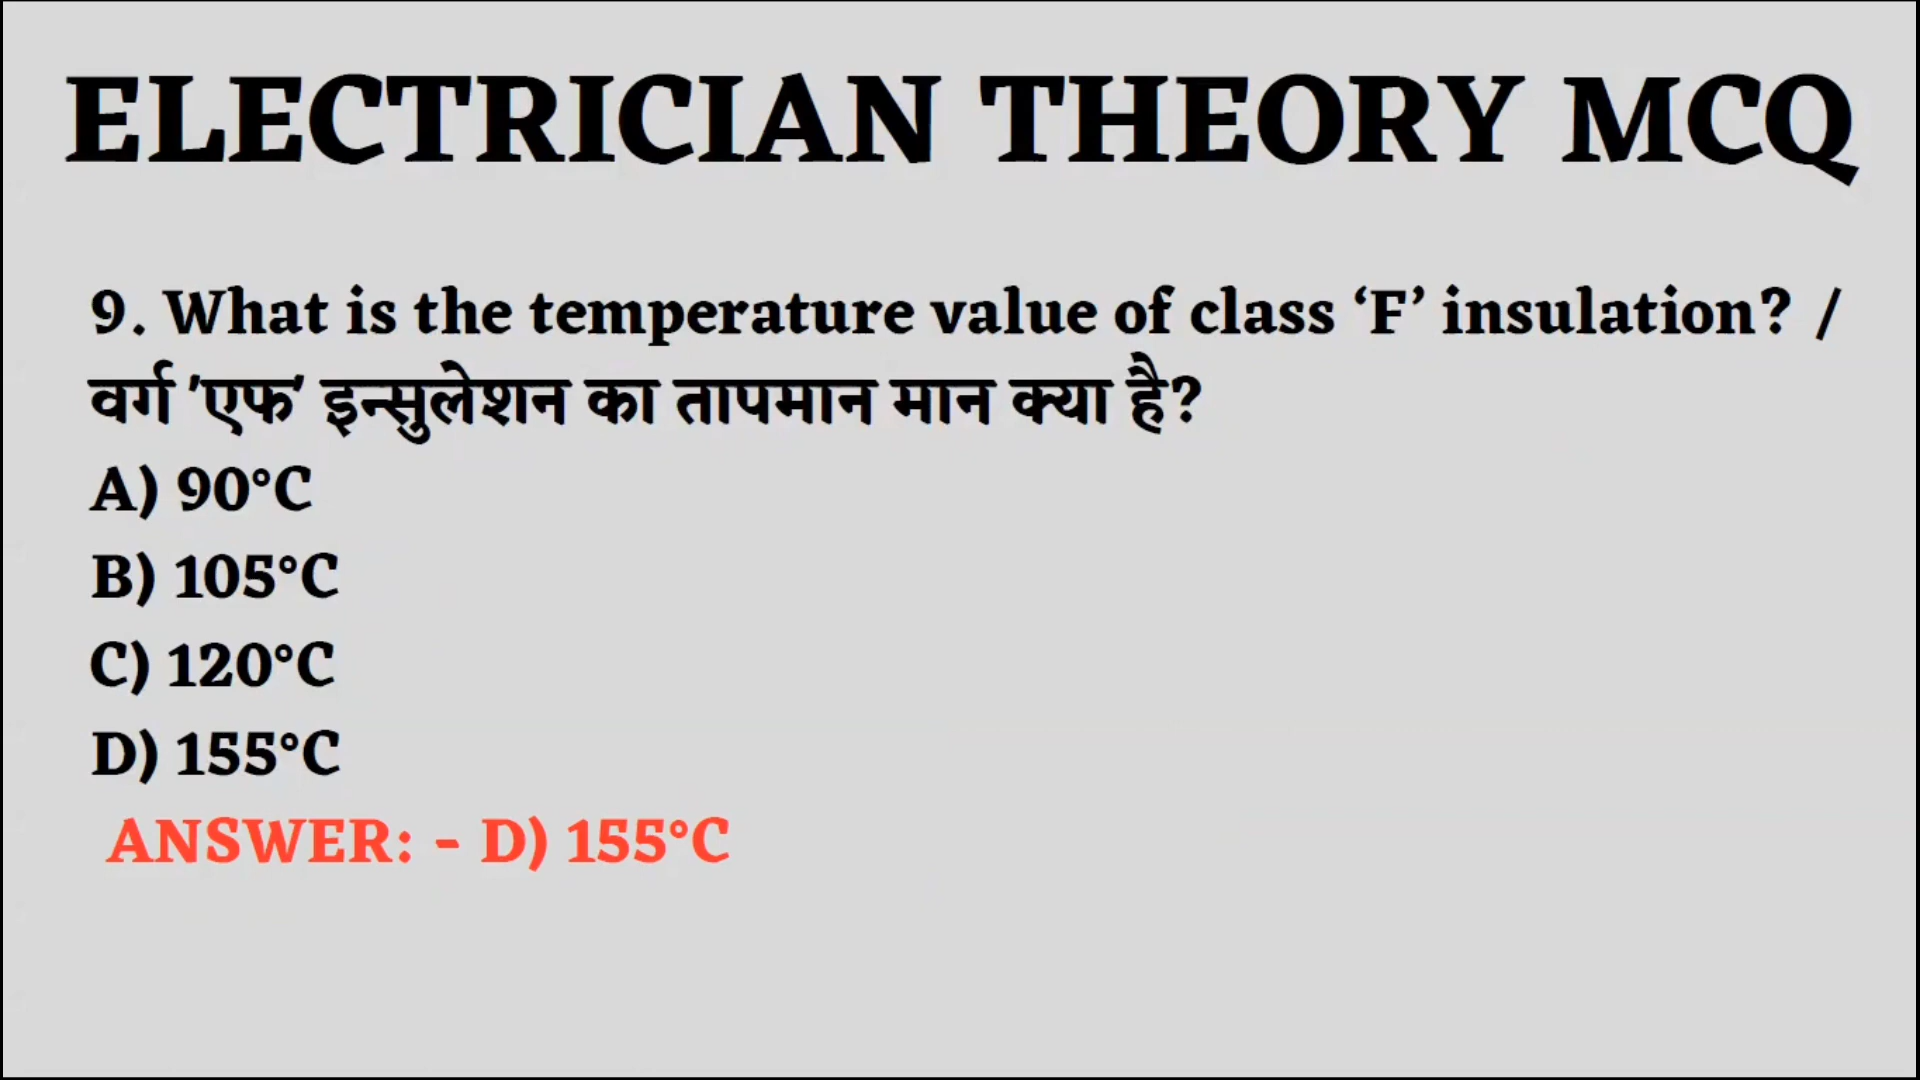 ELECTRICIAN THEORY MCQ
9. What is the temperature value of class ‘F’ insulation? /
वर्ग 'एफ' इन्सुलेशन का तापमान मान क्या है?
A) 90°C
B) 105°C
C) 120°C
D) 155°C
ANSWER: - D) 155°C